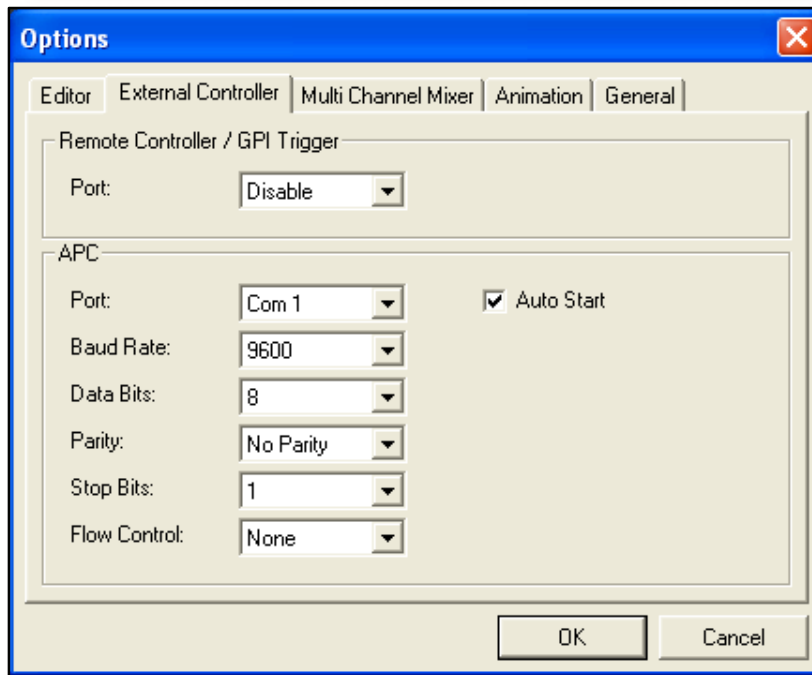 Options
Editor External Controller Multi Channel Mixer Animation General
Remote Controller / GPI Trigger
Port: Disable
APC
Port: Com 1 Auto Start
Baud Rate: 9600
Data Bits: 8
Parity: No Parity
Stop Bits: 1
Flow Control: None
OK Cancel